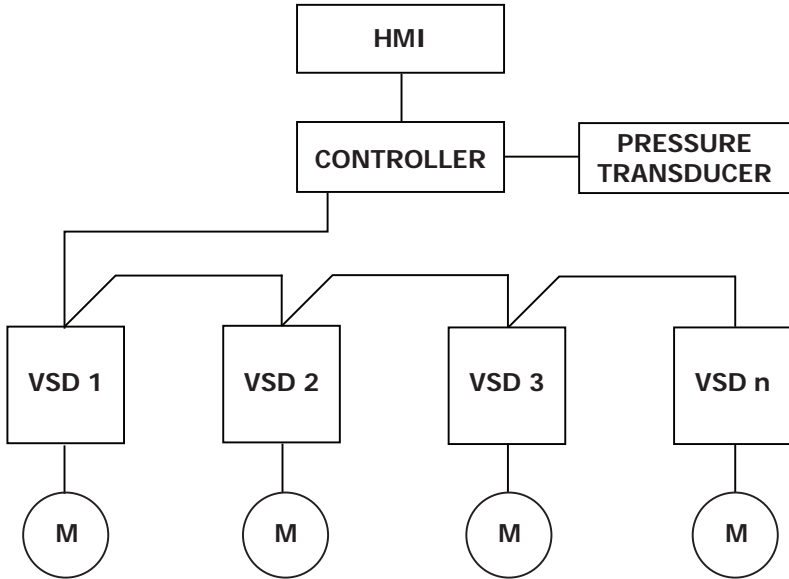 HMI
CONTROLLER
PRESSURE
TRANSDUCER
VSD 1
VSD 2
VSD 3
VSD n
M
M
M
M